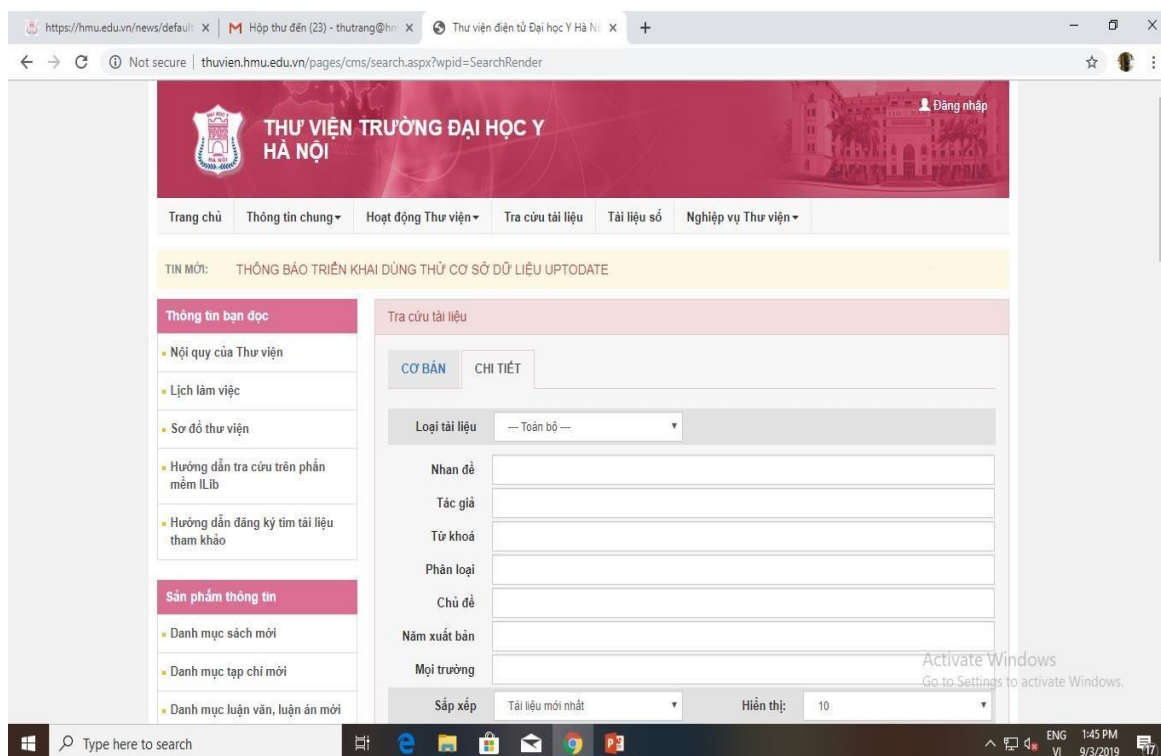 https://hmu.edu.vn/news/default
Hộp thư đến (23) - thutrang@hm
Thư viện điện tử Đại học Y Hà Nộ
Not secure | thuvien.hmu.edu.vn/pages/cms/search.aspx?wpid=SearchRender
Đăng nhập
THƯ VIỆN TRƯỜNG ĐẠI HỌC Y
HÀ NỘI
Trang chủ Thông tin chung Hoạt động Thư viện Tra cứu tài liệu Tài liệu số Nghiệp vụ Thư viện
TIN MỚI: THÔNG BÁO TRIỂN KHAI DÙNG THỬ CƠ SỞ DỮ LIỆU UPTODATE
Thông tin bạn đọc
Nội quy của Thư viện
Lịch làm việc
Sơ đồ thư viện
Hướng dẫn tra cứu trên phần
mềm ILib
Hướng dẫn đăng ký tìm tài liệu
tham khảo
Sản phẩm thông tin
Danh mục sách mới
Danh mục tạp chí mới
Danh mục luận văn, luận án mới
Tra cứu tài liệu
CƠ BẢN CHI TIẾT
Loại tài liệu --- Toàn bộ ---
Nhan đề
Tác giả
Từ khoá
Phân loại
Chủ đề
Năm xuất bản
Mọi trường
Sắp xếp Tài liệu mới nhất Hiển thị: 10
Activate Windows
Go to Settings to activate Windows.
Type here to search
ENG 1:45 PM
VI 9/3/2019